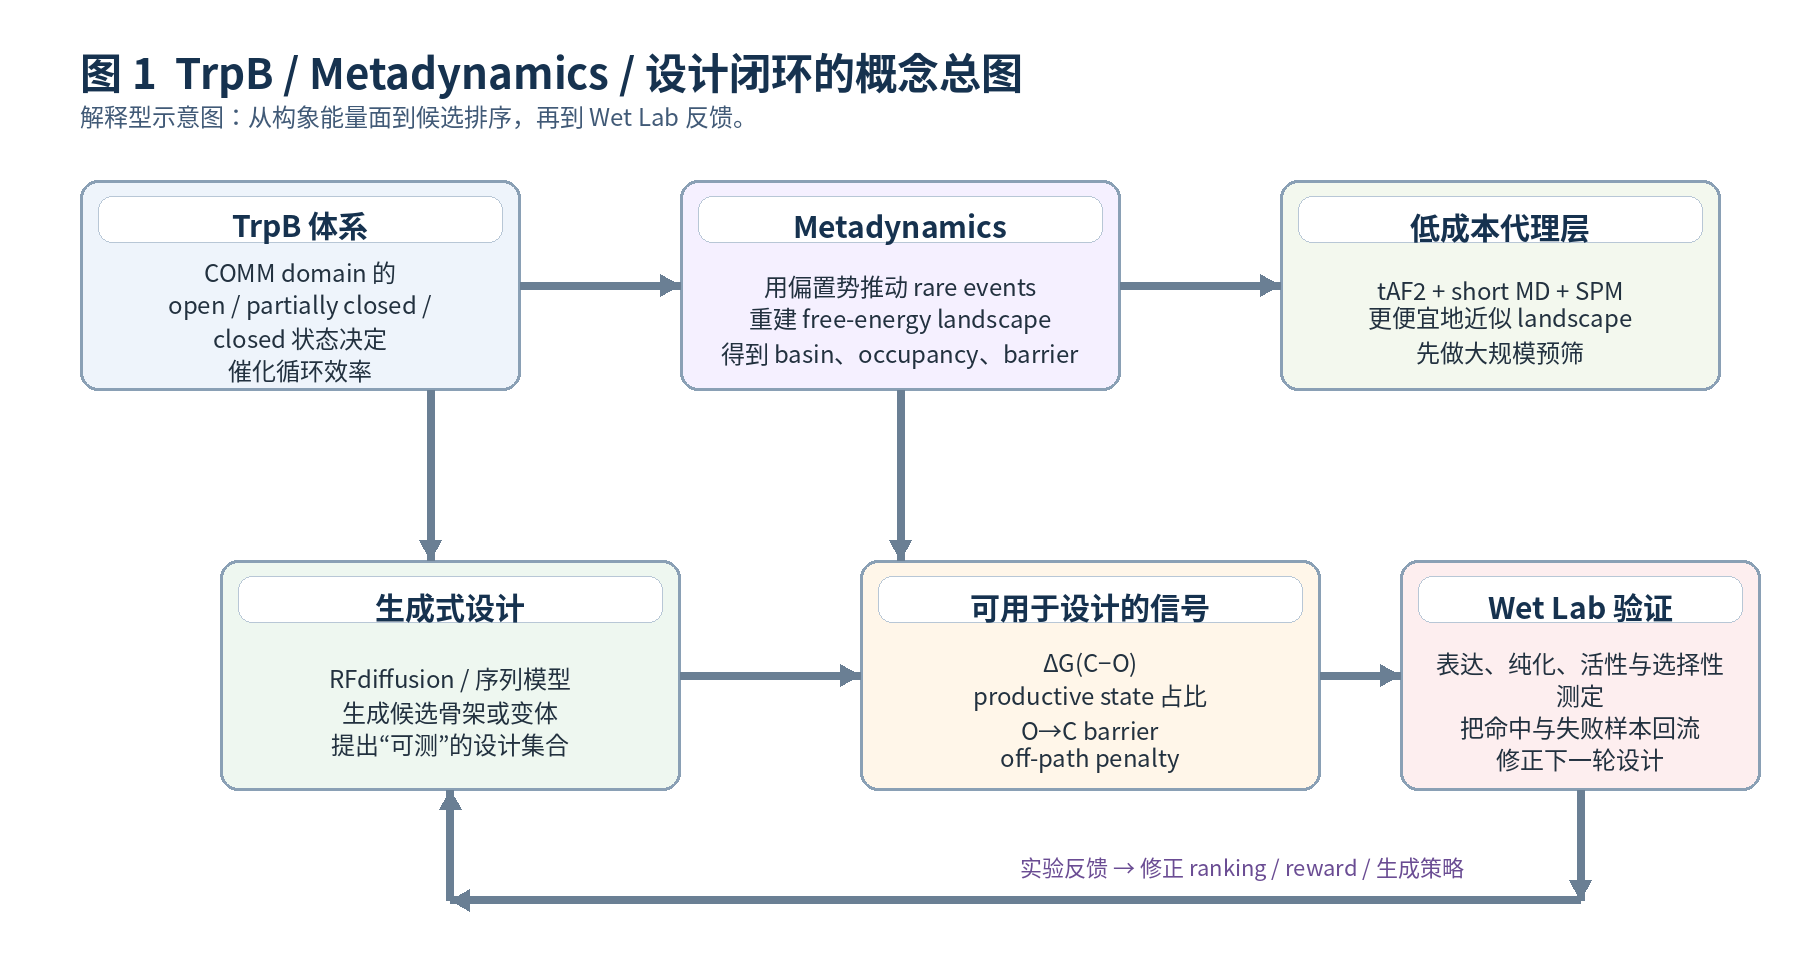 图 1 TrpB / Metadynamics / 设计闭环的概念总图
解释型示意图：从构象能量面到候选排序，再到 Wet Lab 反馈。
TrpB 体系
COMM domain 的
open / partially closed /
closed 状态决定
催化循环效率
Metadynamics
用偏置势推动 rare events
重建 free-energy landscape
得到 basin、occupancy、barrier
低成本代理层
tAF2 + short MD + SPM
更便宜地近似 landscape
先做大规模预筛
生成式设计
RFdiffusion / 序列模型
生成候选骨架或变体
提出“可测”的设计集合
可用于设计的信号
ΔG(C−O)
productive state 占比
O→C barrier
off-path penalty
Wet Lab 验证
表达、纯化、活性与选择性
测定
把命中与失败样本回流
修正下一轮设计
实验反馈 → 修正 ranking / reward / 生成策略